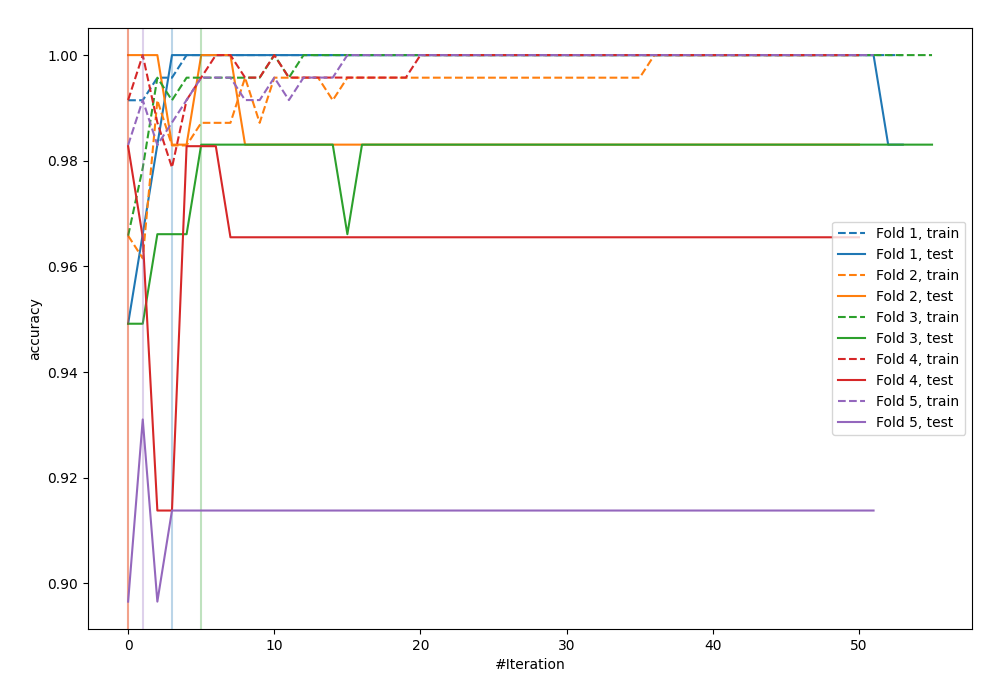 1.00
0.98
0.96
0.94
0.92
0.90
accuracy
0
10
20
30
40
50
#Iteration
Fold 1, train
Fold 1, test
Fold 2, train
Fold 2, test
Fold 3, train
Fold 3, test
Fold 4, train
Fold 4, test
Fold 5, train
Fold 5, test